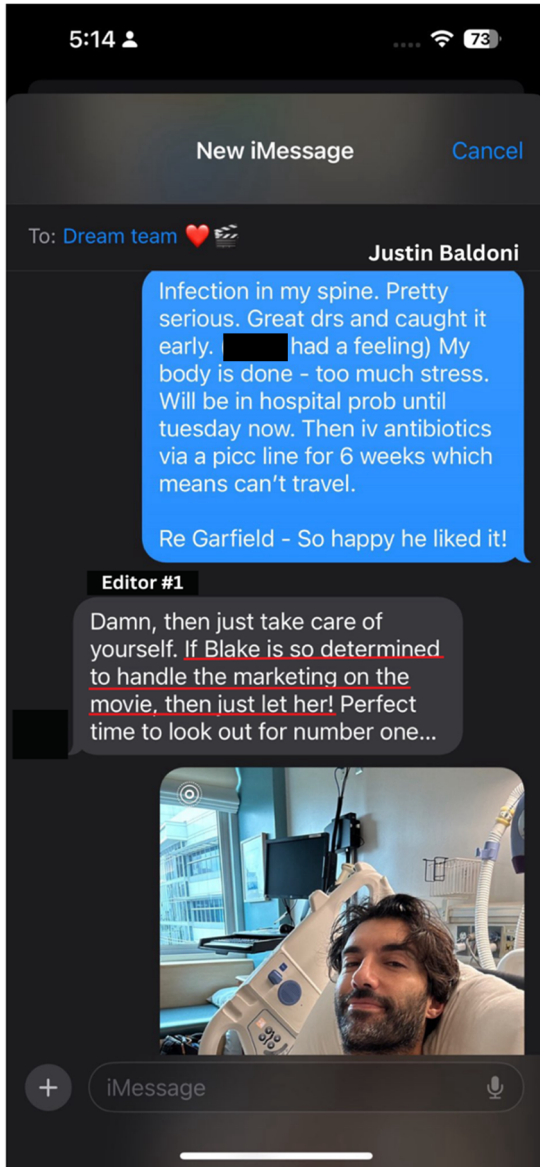 5:14
73
New iMessage
Cancel
To: Dream team ❤️🎬
Justin Baldoni
Infection in my spine. Pretty
serious. Great drs and caught it
early. ( had a feeling) My
body is done - too much stress.
Will be in hospital prob until
tuesday now. Then iv antibiotics
via a picc line for 6 weeks which
means can’t travel.
Re Garfield - So happy he liked it!
Editor #1
Damn, then just take care of
yourself. If Blake is so determined
to handle the marketing on the
movie, then just let her! Perfect
time to look out for number one...
iMessage